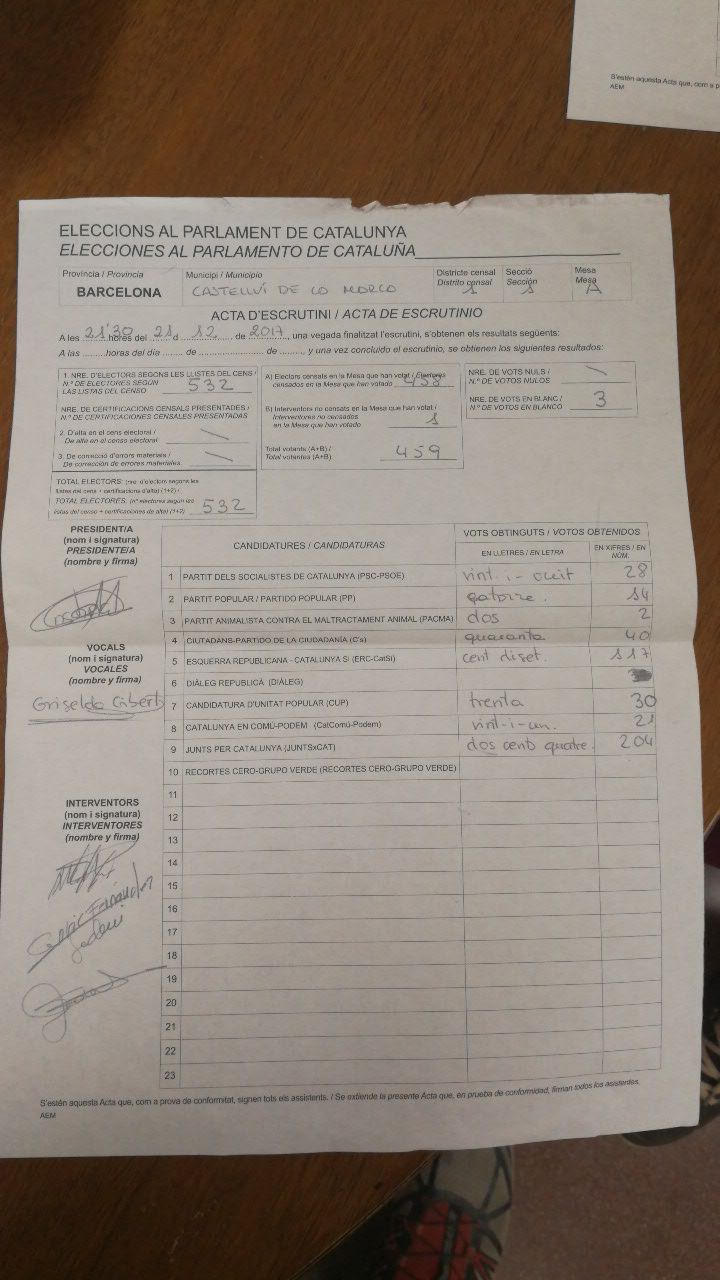 S'estén aquesta Acta que, com a p
AEM
ELECCIONS AL PARLAMENT DE CATALUNYA
ELECCIONES AL PARLAMENTO DE CATALUÑA
Província / Provincia
BARCELONA
Municipi / Municipio
CASTELLVÍ DE LA MARCA
Districte censal
Distrito censal
1
Secció
Sección
1
Mesa
Mesa
A
ACTA D'ESCRUTINI / ACTA DE ESCRUTINIO
A les 21'30 hores del 21 d 12 de 2017, una vegada finalitzat l'escrutini, s'obtenen els resultats següents:
A las ........horas del día ........ de ........................ de ........, y una vez concluido el escrutinio, se obtienen los siguientes resultados:
1. NRE. D'ELECTORS SEGONS LES LLISTES DEL CENS /
N.º DE ELECTORES SEGÚN
LAS LISTAS DEL CENSO 532
NRE. DE CERTIFICACIONS CENSALS PRESENTADES /
N.º DE CERTIFICACIONES CENSALES PRESENTADAS
2. D'alta en el cens electoral /
De alta en el censo electoral
3. De correcció d'errors materials /
De corrección de errores materiales
TOTAL ELECTORS: (nre. d'electors segons les
llistes del cens + certificacions d'alta) (1+2) /
TOTAL ELECTORES: (nº electores según las
listas del censo + certificaciones de alta) (1+2) 532
A) Electors censats en la Mesa que han votat / Electores
censados en la Mesa que han votado 458
B) Interventors no censats en la Mesa que han votat /
Interventores no censados
en la Mesa que han votado 1
Total votants (A+B) /
Total votantes (A+B) 459
NRE. DE VOTS NULS /
N.º DE VOTOS NULOS
NRE. DE VOTS EN BLANC /
N.º DE VOTOS EN BLANCO 3
PRESIDENT/A
(nom i signatura)
PRESIDENTE/A
(nombre y firma)
VOCALS
(nom i signatura)
VOCALES
(nombre y firma)
Griselda Gibert
INTERVENTORS
(nom i signatura)
INTERVENTORES
(nombre y firma)
CANDIDATURES / CANDIDATURAS
VOTS OBTINGUTS / VOTOS OBTENIDOS
EN LLETRES / EN LETRA
EN XIFRES / EN NÚM.
1 PARTIT DELS SOCIALISTES DE CATALUNYA (PSC-PSOE) vint-i-vuit 28
2 PARTIT POPULAR / PARTIDO POPULAR (PP) catorze. 14
3 PARTIT ANIMALISTA CONTRA EL MALTRACTAMENT ANIMAL (PACMA) dos 2
4 CIUTADANS-PARTIDO DE LA CIUDADANÍA (C's) quaranta 40
5 ESQUERRA REPUBLICANA - CATALUNYA SÍ (ERC-CatSí) cent diset. 117
6 DIÀLEG REPUBLICÀ (DIÀLEG)
7 CANDIDATURA D'UNITAT POPULAR (CUP) trenta 30
8 CATALUNYA EN COMÚ-PODEM (CatComú-Podem) vint-i-un. 21
9 JUNTS PER CATALUNYA (JUNTSxCAT) dos cent quatre. 204
10 RECORTES CERO-GRUPO VERDE (RECORTES CERO-GRUPO VERDE)
11
12
13
14
15
16
17
18
19
20
21
22
23
S'estén aquesta Acta que, com a prova de conformitat, signen tots els assistents. / Se extiende la presente Acta que, en prueba de conformidad, firman todos los asistentes.
AEM